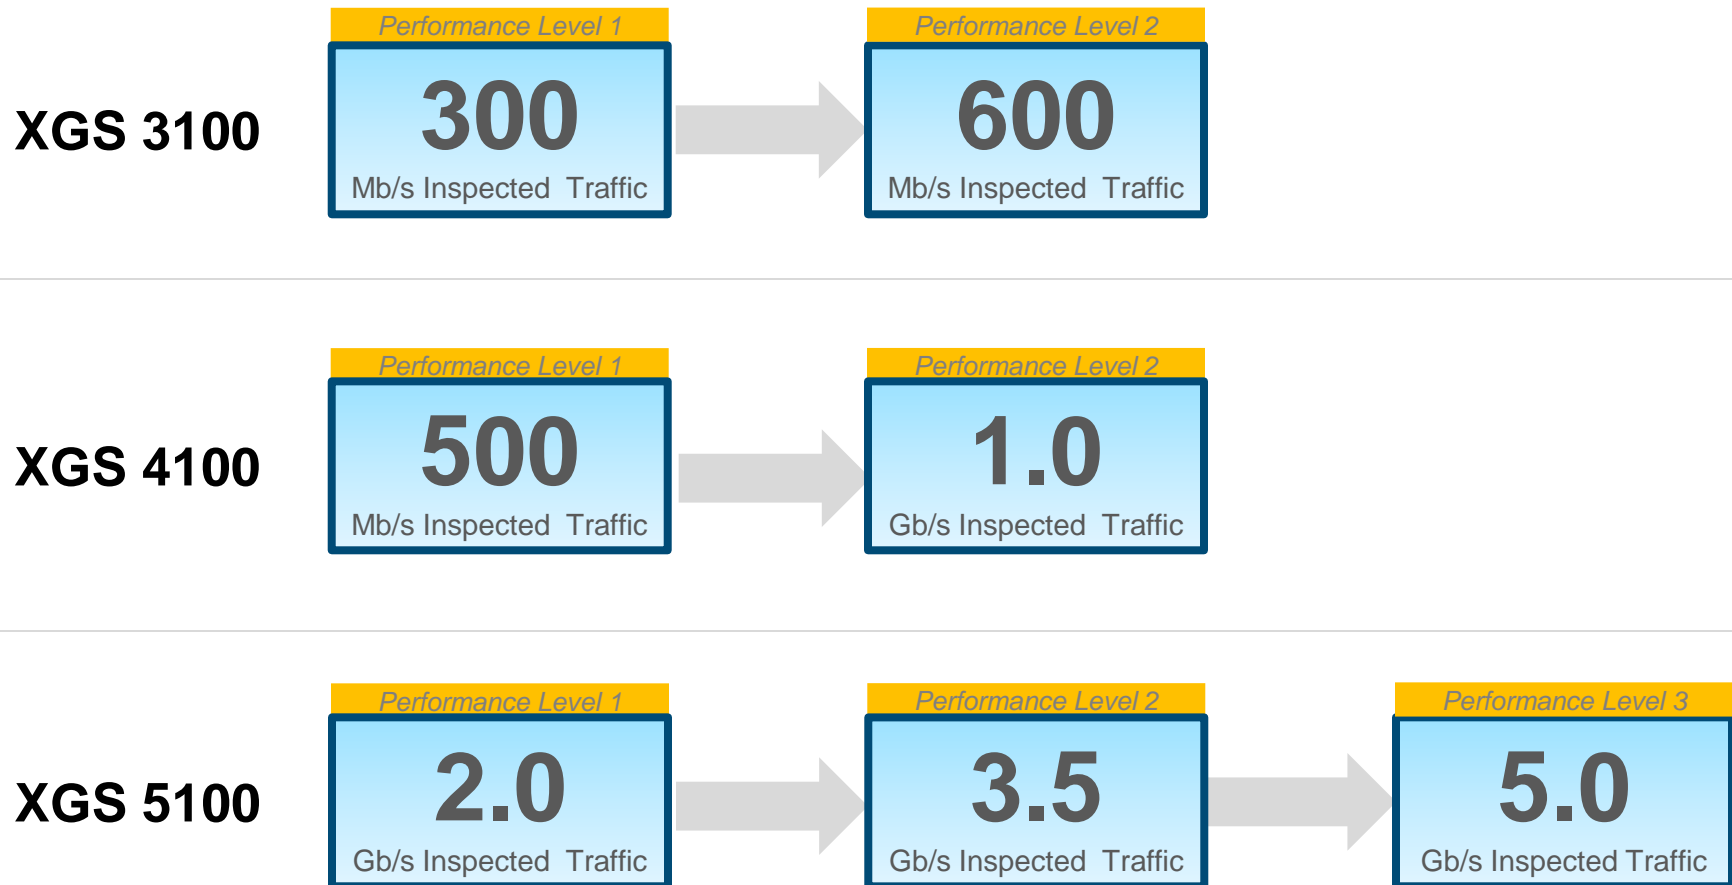 Performance Level 1
Performance Level 2
XGS 3100
300
Mb/s Inspected  Traffic
600
Mb/s Inspected  Traffic
Performance Level 1
Performance Level 2
XGS 4100
500
Mb/s Inspected  Traffic
1.0
Gb/s Inspected  Traffic
Performance Level 1
Performance Level 2
Performance Level 3
XGS 5100
2.0
Gb/s Inspected  Traffic
3.5
Gb/s Inspected  Traffic
5.0
Gb/s Inspected Traffic